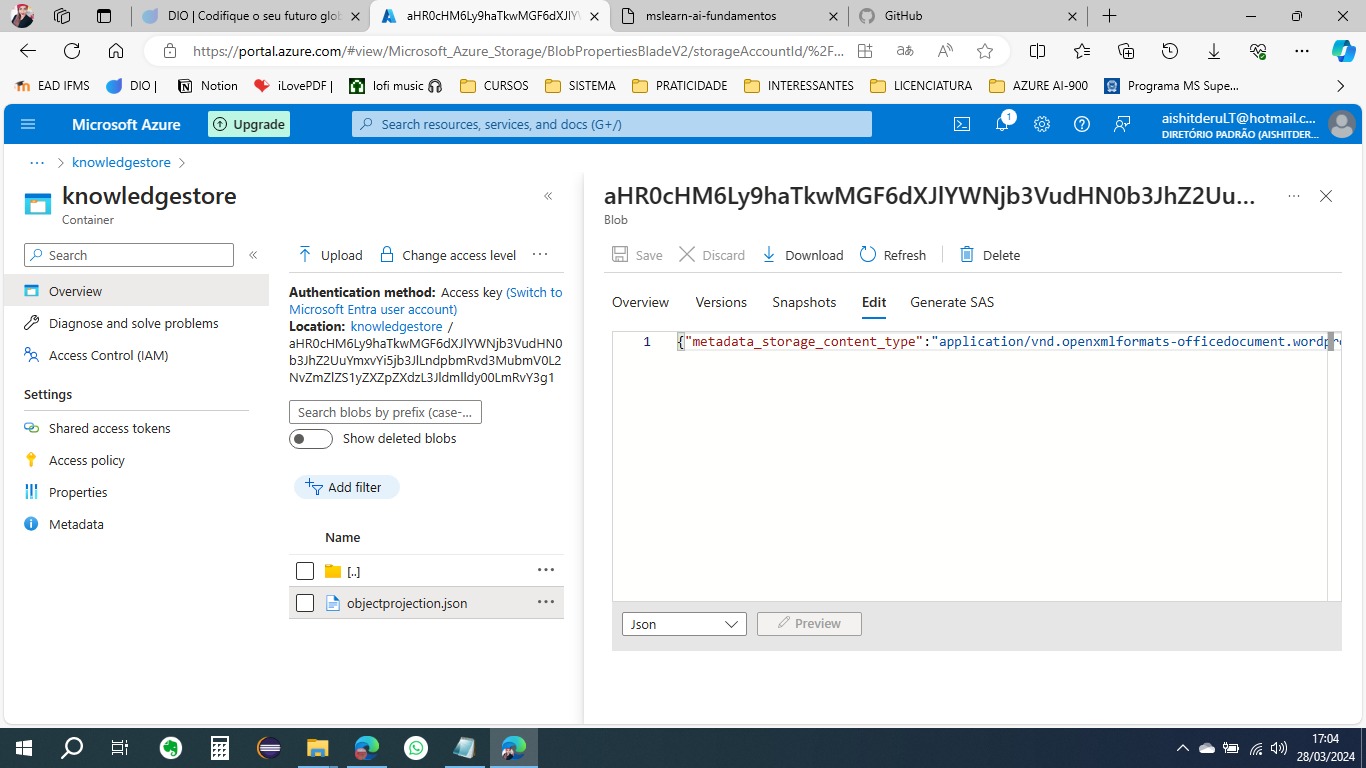 DIO | Codifique o seu futuro glob
aHR0cHM6Ly9haTkwMGF6dXJlY
mslearn-ai-fundamentos
GitHub
https://portal.azure.com/#view/Microsoft_Azure_Storage/BlobPropertiesBladeV2/storageAccountId/%2F...
EAD IFMS
DIO |
Notion
iLovePDF |
lofi music
CURSOS
SISTEMA
PRATICIDADE
INTERESSANTES
LICENCIATURA
AZURE AI-900
Programa MS Supe...
Microsoft Azure
Upgrade
Search resources, services, and docs (G+/)
1
aishitderuLT@hotmail.c...
DIRETÓRIO PADRÃO (AISHITDER...
... > knowledgestore >
knowledgestore
Container
Search
Overview
Diagnose and solve problems
Access Control (IAM)
Settings
Shared access tokens
Access policy
Properties
Metadata
Upload
Change access level
...
Authentication method: Access key (Switch to
Microsoft Entra user account)
Location: knowledgestore /
aHR0cHM6Ly9haTkwMGF6dXJlYWNjb3VudHN0
b3JhZ2UuYmxvYi5jb3JlLndpbmRvd3MubmV0L2
NvZmZlZS1yZXZpZXdzL3Jldmlldy00LmRvY3g1
Search blobs by prefix (case-...
Show deleted blobs
Add filter
Name
[..]
objectprojection.json
aHR0cHM6Ly9haTkwMGF6dXJlYWNjb3VudHN0b3JhZ2Uu...
Blob
Save
Discard
Download
Refresh
Delete
Overview
Versions
Snapshots
Edit
Generate SAS
1
{"metadata_storage_content_type":"application/vnd.openxmlformats-officedocument.wordpr
Json
Preview
17:04
28/03/2024